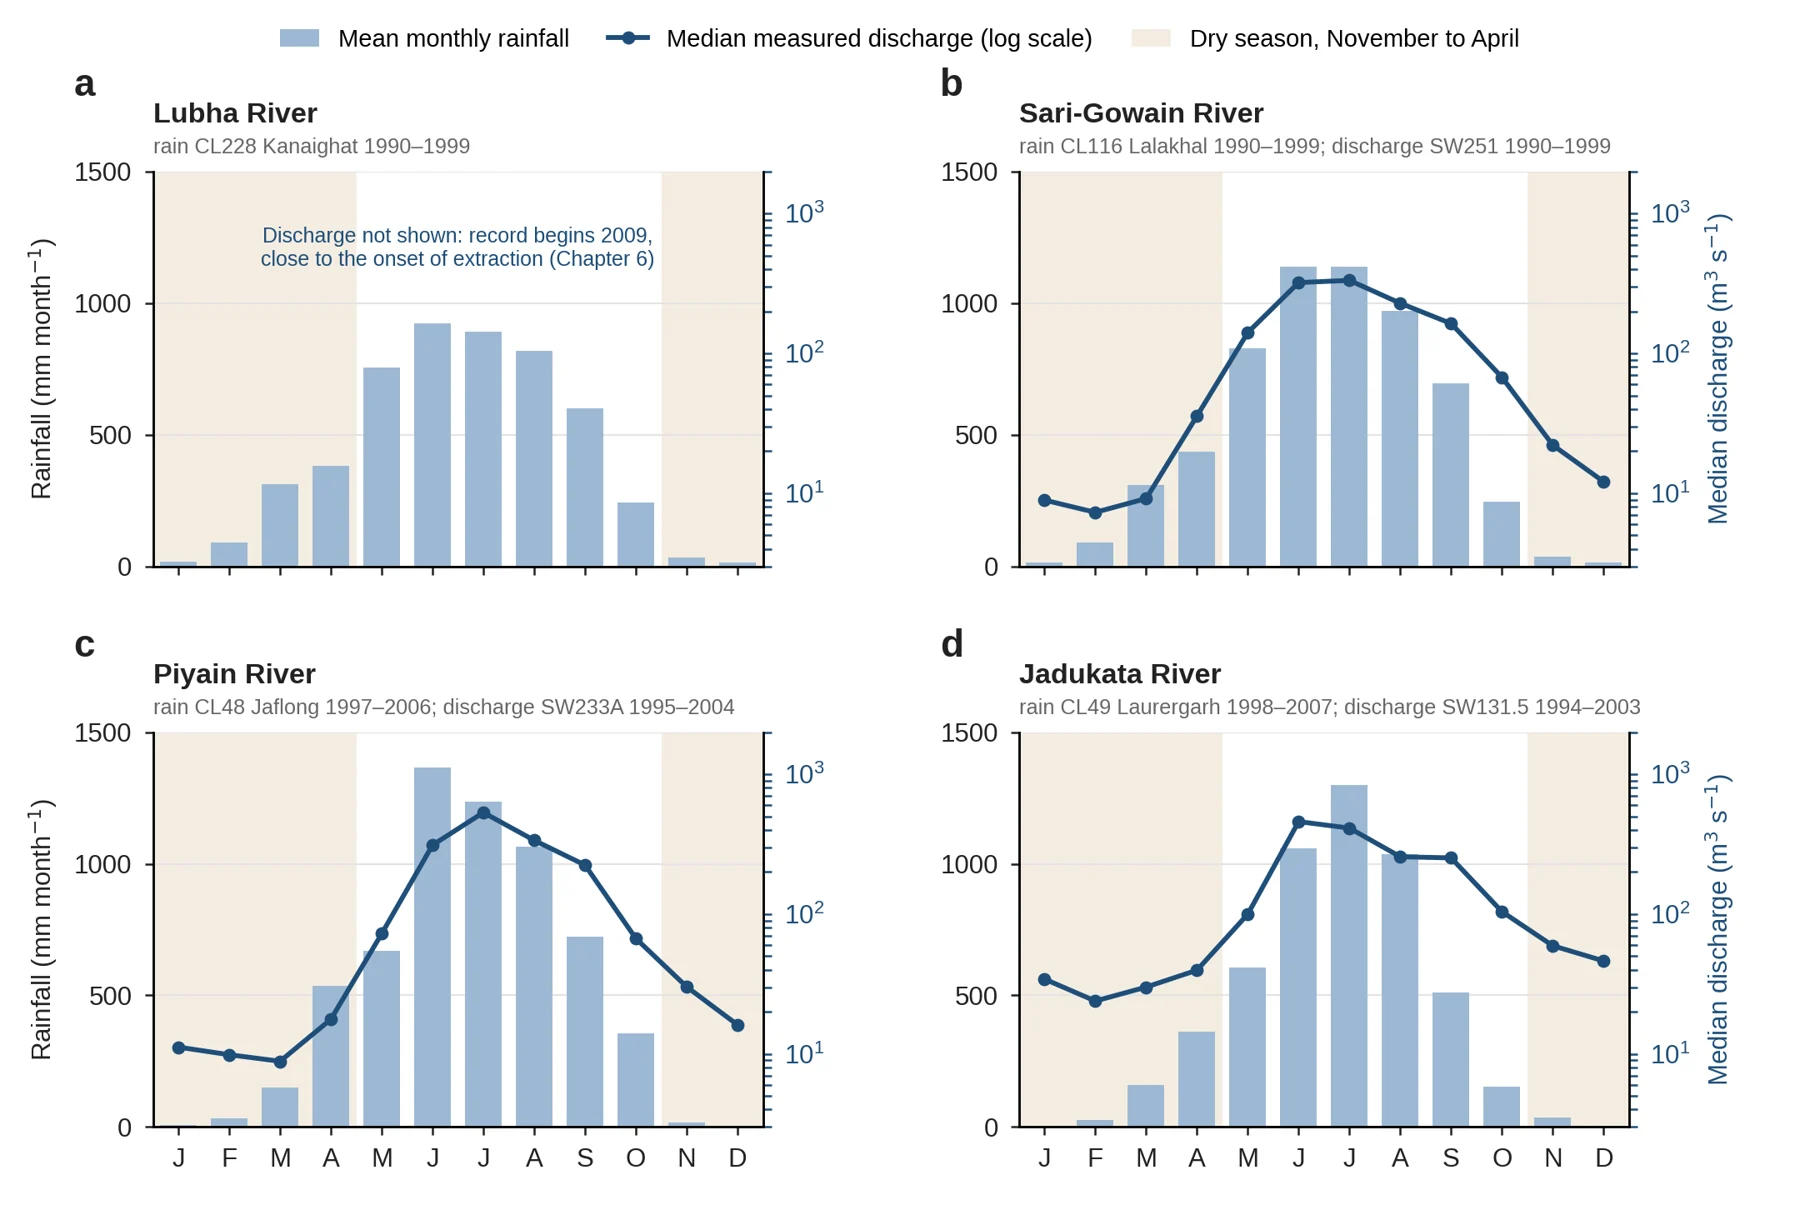 Mean monthly rainfall
Median measured discharge (log scale)
Dry season, November to April
a
Lubha River
rain CL228 Kanaighat 1990–1999
1500
1000
500
0
Rainfall (mm month⁻¹)
Discharge not shown: record begins 2009,
close to the onset of extraction (Chapter 6)
10³
10²
10¹
b
Sari-Gowain River
rain CL116 Lalakhal 1990–1999; discharge SW251 1990–1999
1500
1000
500
0
10³
10²
10¹
Median discharge (m³ s⁻¹)
c
Piyain River
rain CL48 Jaflong 1997–2006; discharge SW233A 1995–2004
1500
1000
500
0
Rainfall (mm month⁻¹)
10³
10²
10¹
J F M A M J J A S O N D
d
Jadukata River
rain CL49 Laurergarh 1998–2007; discharge SW131.5 1994–2003
1500
1000
500
0
10³
10²
10¹
Median discharge (m³ s⁻¹)
J F M A M J J A S O N D